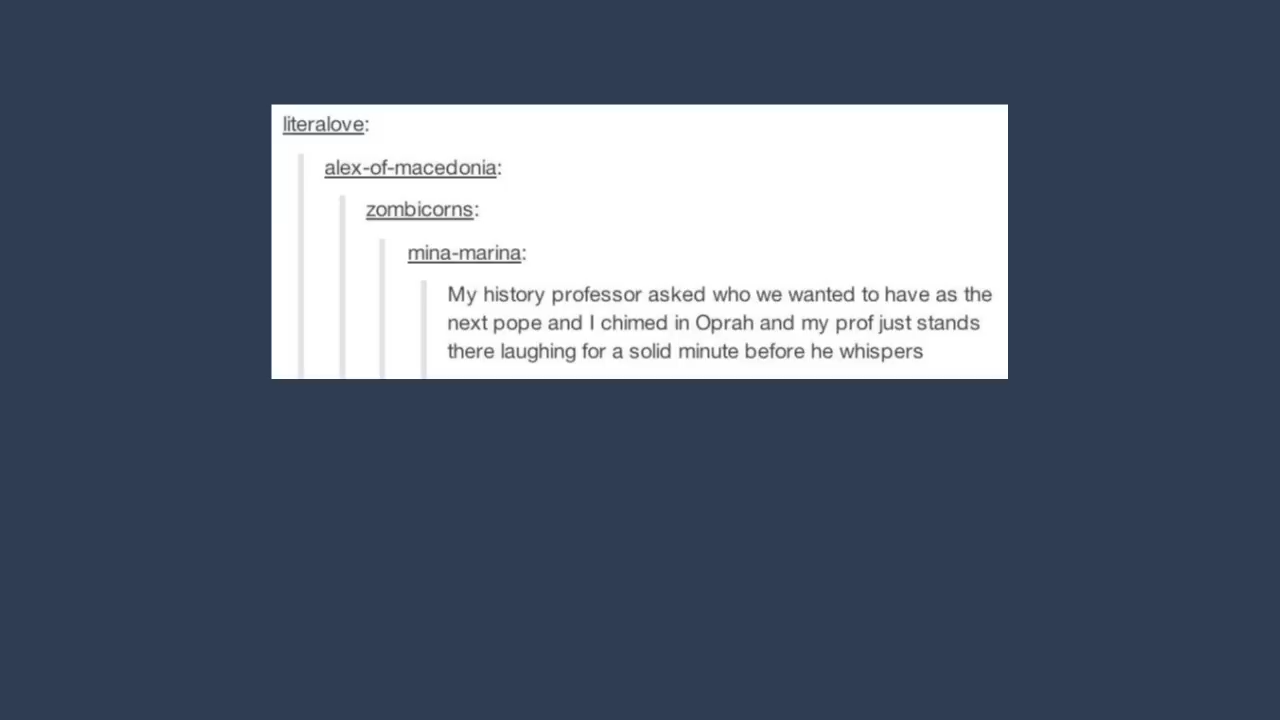 literalove:
alex-of-macedonia:
zombicorns:
mina-marina:
My history professor asked who we wanted to have as the
next pope and I chimed in Oprah and my prof just stands
there laughing for a solid minute before he whispers